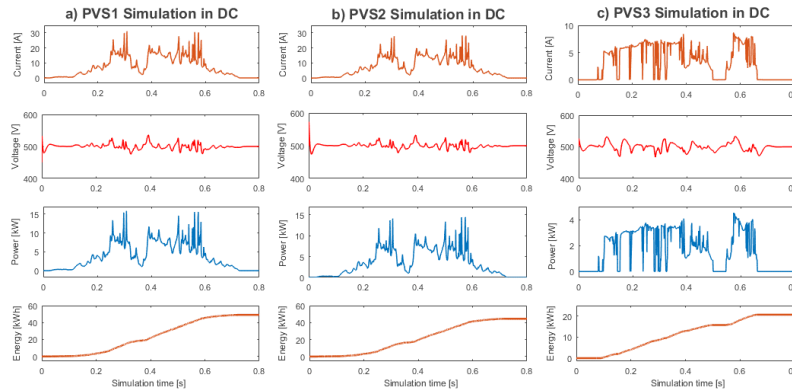 a) PVS1 Simulation in DC
b) PVS2 Simulation in DC
c) PVS3 Simulation in DC
Current [A]
30
20
10
0
0 0.2 0.4 0.6 0.8
Current [A]
30
20
10
0
0 0.2 0.4 0.6 0.8
Current [A]
10
5
0
0 0.2 0.4 0.6 0.8
Voltage [V]
600
500
400
0 0.2 0.4 0.6 0.8
Voltage [V]
600
500
400
0 0.2 0.4 0.6 0.8
Voltage [V]
600
500
400
0 0.2 0.4 0.6 0.8
Power [kW]
15
10
5
0
0 0.2 0.4 0.6 0.8
Power [kW]
15
10
5
0
0 0.2 0.4 0.6 0.8
Power [kW]
4
2
0
0 0.2 0.4 0.6 0.8
Energy [kWh]
60
40
20
0
0 0.2 0.4 0.6 0.8
Simulation time [s]
Energy [kWh]
60
40
20
0
0 0.2 0.4 0.6 0.8
Simulation time [s]
Energy [kWh]
20
10
0
0 0.2 0.4 0.6 0.8
Simulation time [s]